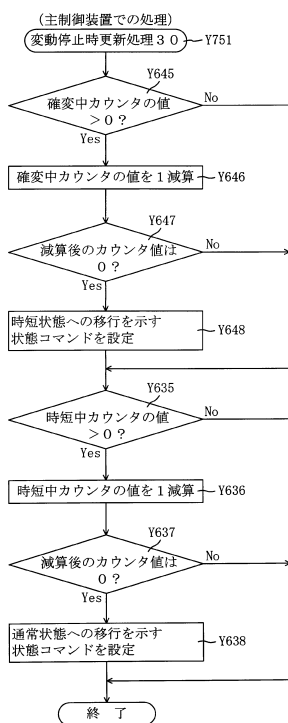 (主制御装置での処理)
変動停止時更新処理30 Y751
Y645
確変中カウンタの値
>0? No
Yes
確変中カウンタの値を1減算 Y646
Y647
減算後のカウンタ値は
0? No
Yes
時短状態への移行を示す
状態コマンドを設定 Y648
Y635
時短中カウンタの値
>0? No
Yes
時短中カウンタの値を1減算 Y636
Y637
減算後のカウンタ値は
0? No
Yes
通常状態への移行を示す
状態コマンドを設定 Y638
終了